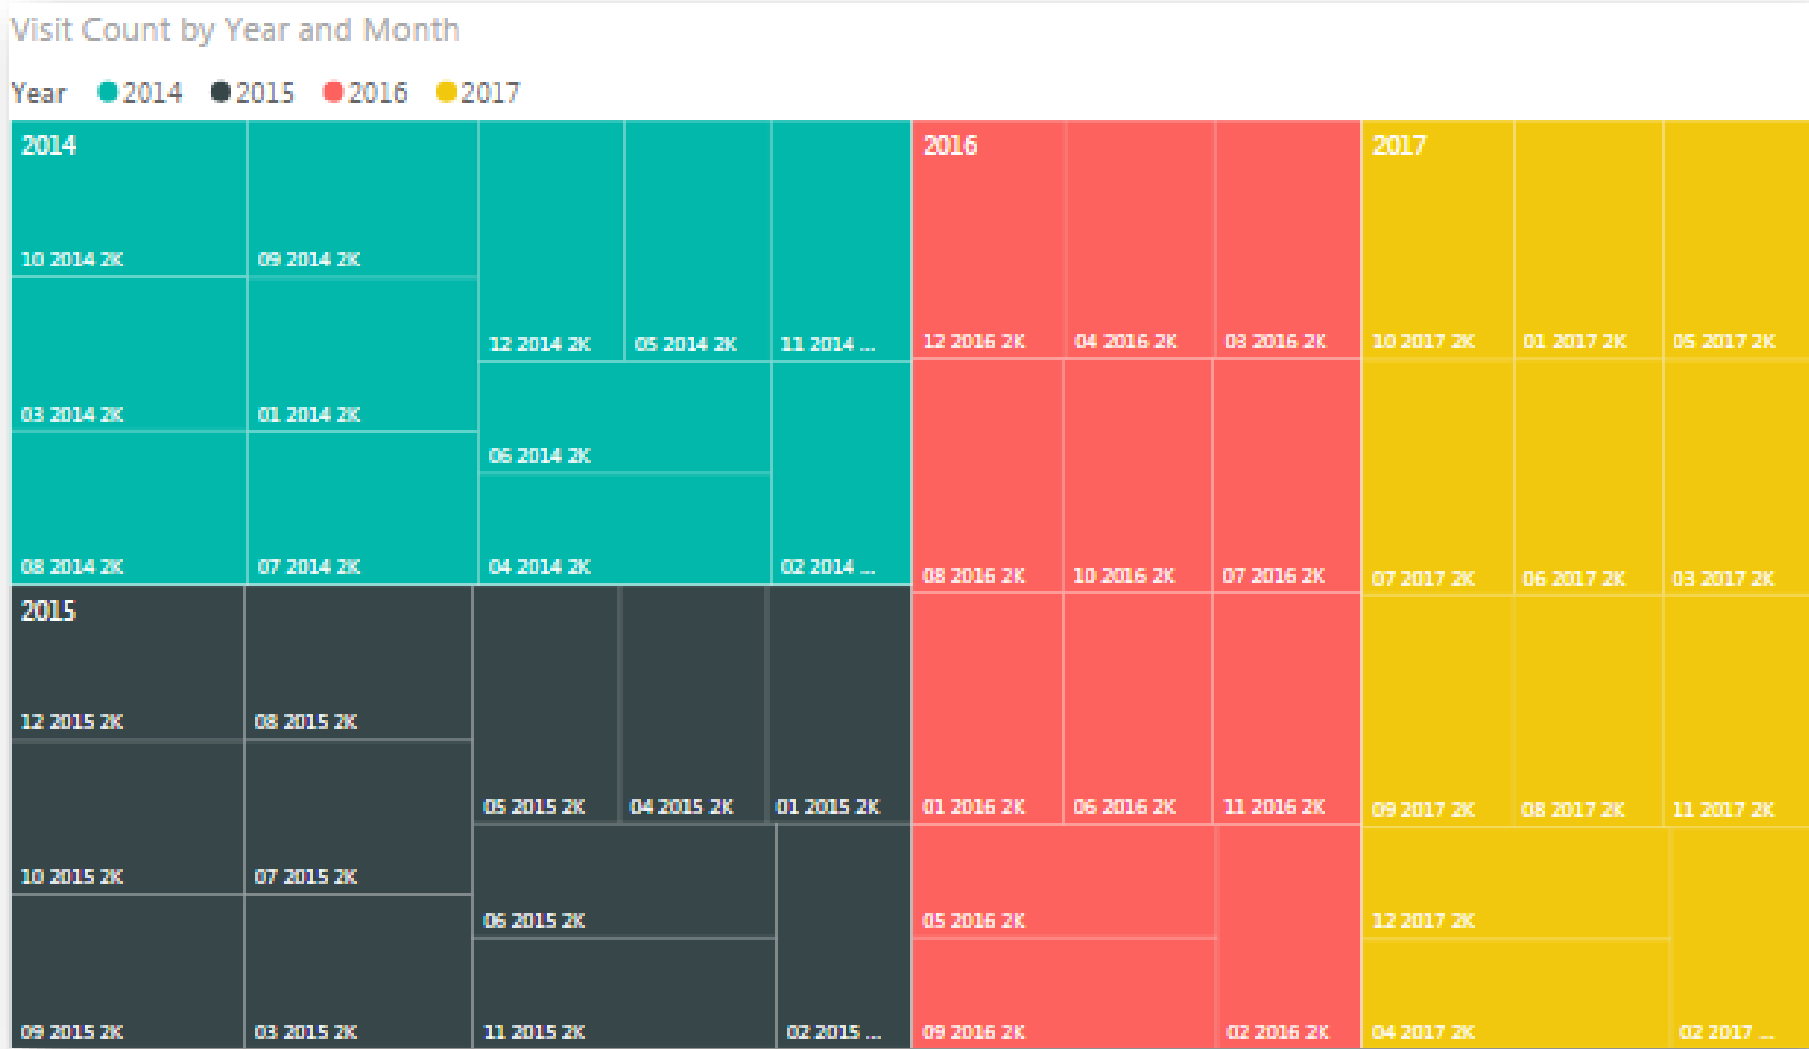 Visit Count by Year and Month
Year 2014 2015 2016 2017
2014
10 2014 2K
09 2014 2K
12 2014 2K
05 2014 2K
11 2014 ...
03 2014 2K
01 2014 2K
06 2014 2K
08 2014 2K
07 2014 2K
04 2014 2K
02 2014 ...
2015
12 2015 2K
08 2015 2K
05 2015 2K
04 2015 2K
01 2015 2K
10 2015 2K
07 2015 2K
06 2015 2K
09 2015 2K
03 2015 2K
11 2015 2K
02 2015 ...
2016
12 2016 2K
04 2016 2K
03 2016 2K
08 2016 2K
10 2016 2K
07 2016 2K
01 2016 2K
06 2016 2K
11 2016 2K
05 2016 2K
09 2016 2K
02 2016 2K
2017
10 2017 2K
01 2017 2K
05 2017 2K
07 2017 2K
06 2017 2K
03 2017 2K
09 2017 2K
08 2017 2K
11 2017 2K
12 2017 2K
04 2017 2K
02 2017 ...